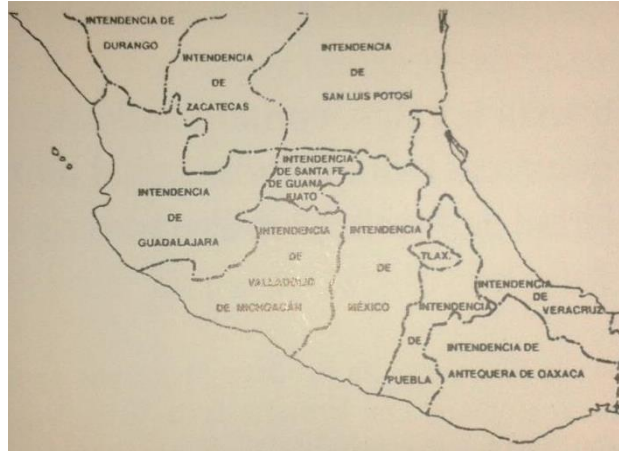 INTENDENCIA DE
DURANGO
INTENDENCIA
DE
ZACATECAS
INTENDENCIA
DE
SAN LUIS POTOSÍ
INTENDENCIA
DE SANTA FE
DE GUANA
JUATO
INTENDENCIA
DE
GUADALAJARA
INTENDENCIA
DE
VALLADOLID
DE MICHOACÁN
INTENDENCIA
DE
MÉXICO
TLAX.
INTENDENCIA
DE
VERACRUZ
INTENDENCIA
DE
PUEBLA
INTENDENCIA DE
ANTEQUERA DE OAXACA